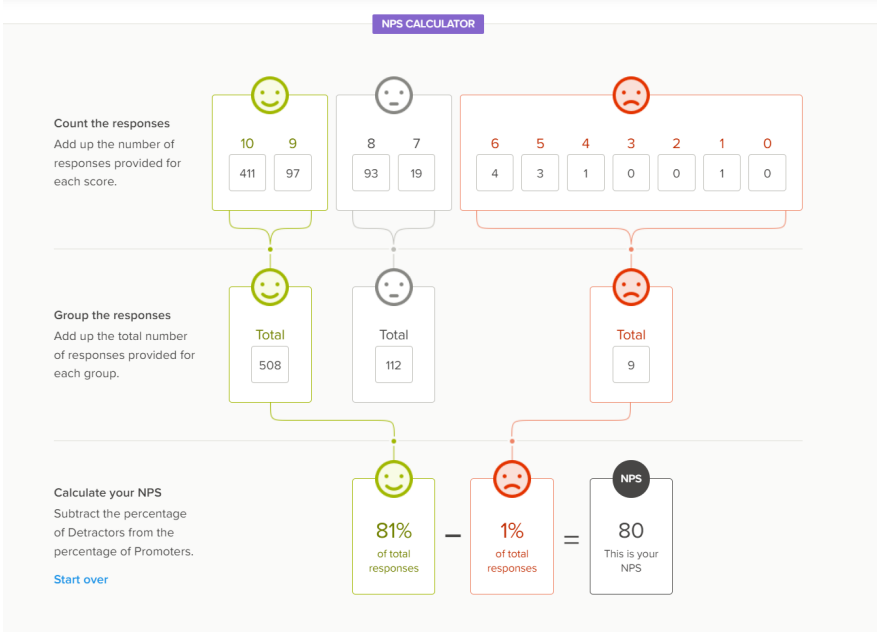 NPS CALCULATOR
Count the responses
Add up the number of
responses provided for
each score.
10 9
411 97
8 7
93 19
6 5 4 3 2 1 0
4 3 1 0 0 1 0
Group the responses
Add up the total number
of responses provided for
each group.
Total
508
Total
112
Total
9
Calculate your NPS
Subtract the percentage
of Detractors from the
percentage of Promoters.
Start over
81%
of total
responses
−
1%
of total
responses
=
NPS
80
This is your
NPS